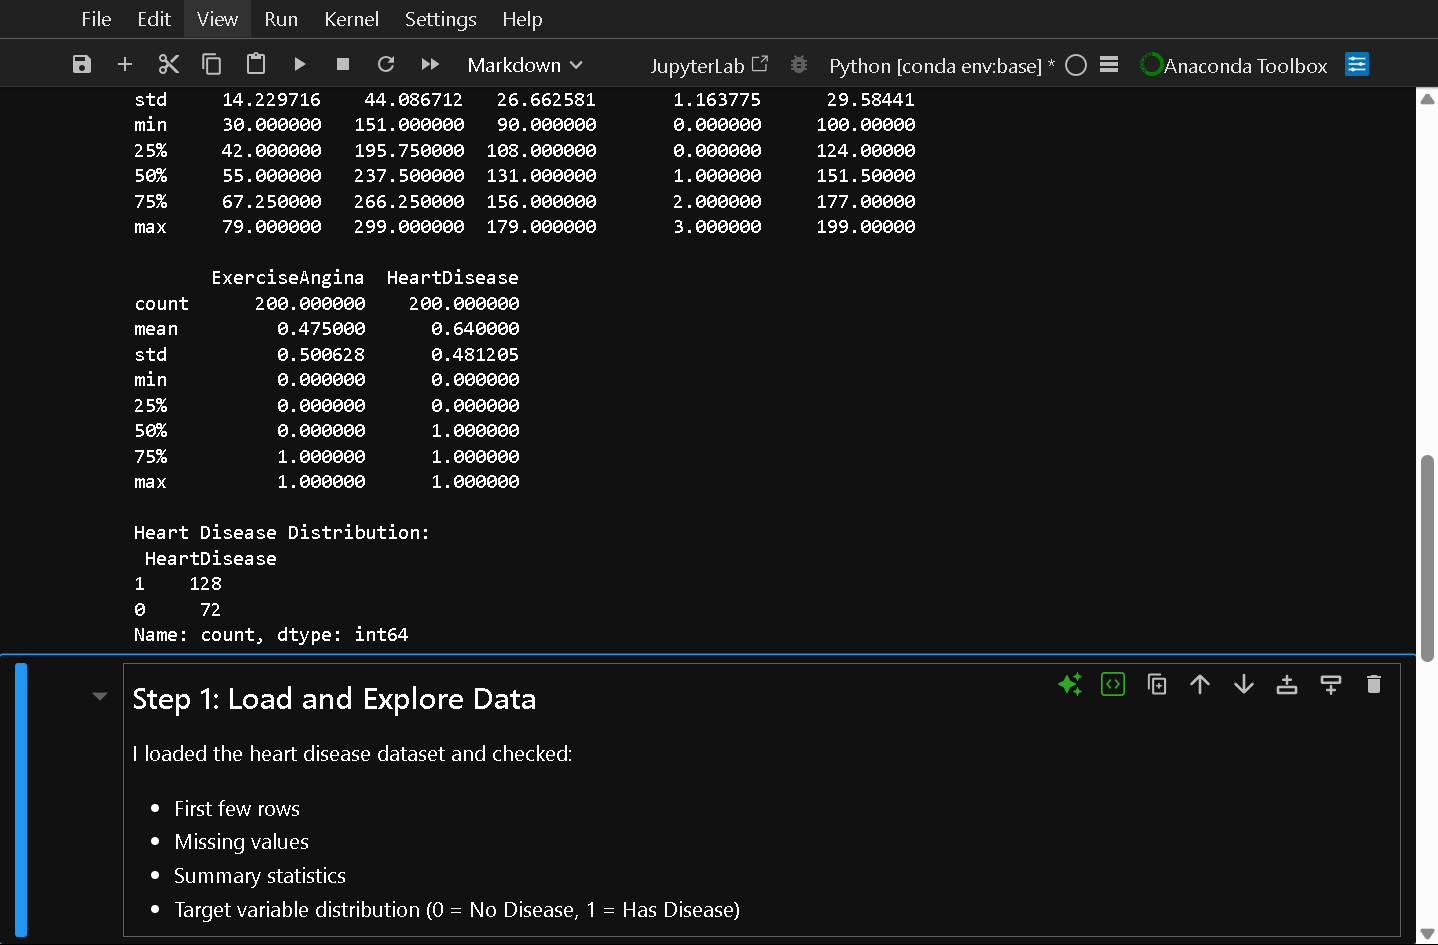 File Edit View Run Kernel Settings Help
Markdown JupyterLab Python [conda env:base] * Anaconda Toolbox
std 14.229716 44.086712 26.662581 1.163775 29.58441
min 30.000000 151.000000 90.000000 0.000000 100.00000
25% 42.000000 195.750000 108.000000 0.000000 124.00000
50% 55.000000 237.500000 131.000000 1.000000 151.50000
75% 67.250000 266.250000 156.000000 2.000000 177.00000
max 79.000000 299.000000 179.000000 3.000000 199.00000
ExerciseAngina HeartDisease
count 200.000000 200.000000
mean 0.475000 0.640000
std 0.500628 0.481205
min 0.000000 0.000000
25% 0.000000 0.000000
50% 0.000000 1.000000
75% 1.000000 1.000000
max 1.000000 1.000000
Heart Disease Distribution:
HeartDisease
1 128
0 72
Name: count, dtype: int64
Step 1: Load and Explore Data
I loaded the heart disease dataset and checked:
• First few rows
• Missing values
• Summary statistics
• Target variable distribution (0 = No Disease, 1 = Has Disease)